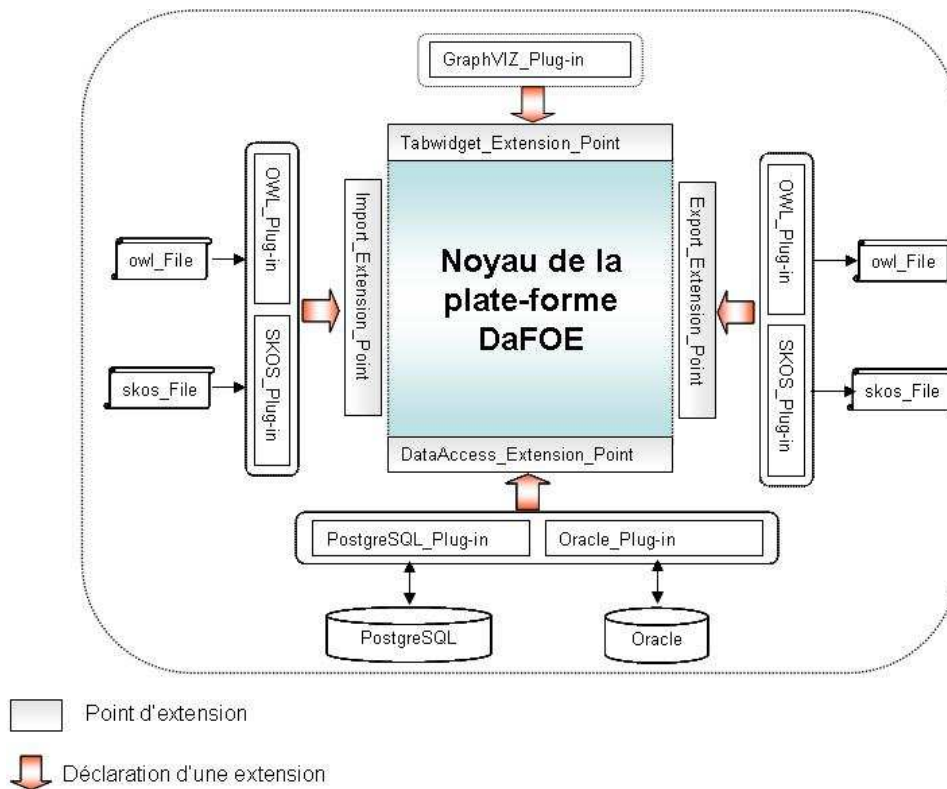 GraphVIZ_Plug-in
Tabwidget_Extension_Point
OWL_Plug-in
SKOS_Plug-in
owl_File
skos_File
Import_Extension_Point
Noyau de la
plate-forme
DaFOE
Export_Extension_Point
OWL_Plug-in
SKOS_Plug-in
owl_File
skos_File
DataAccess_Extension_Point
PostgreSQL_Plug-in
Oracle_Plug-in
PostgreSQL
Oracle
Point d'extension
Déclaration d'une extension